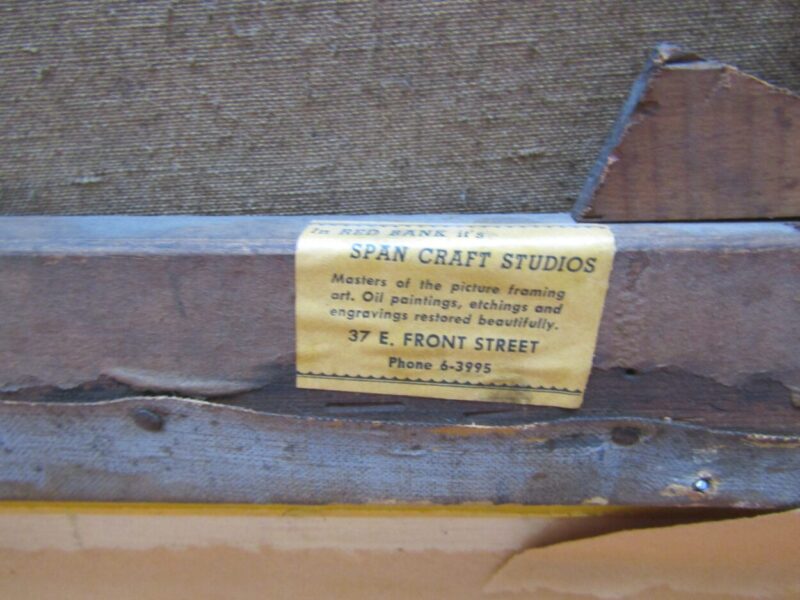 In RED BANK it's
SPAN CRAFT STUDIOS
Masters of the picture framing
art. Oil paintings, etchings and
engravings restored beautifully.
37 E. FRONT STREET
Phone 6-3995